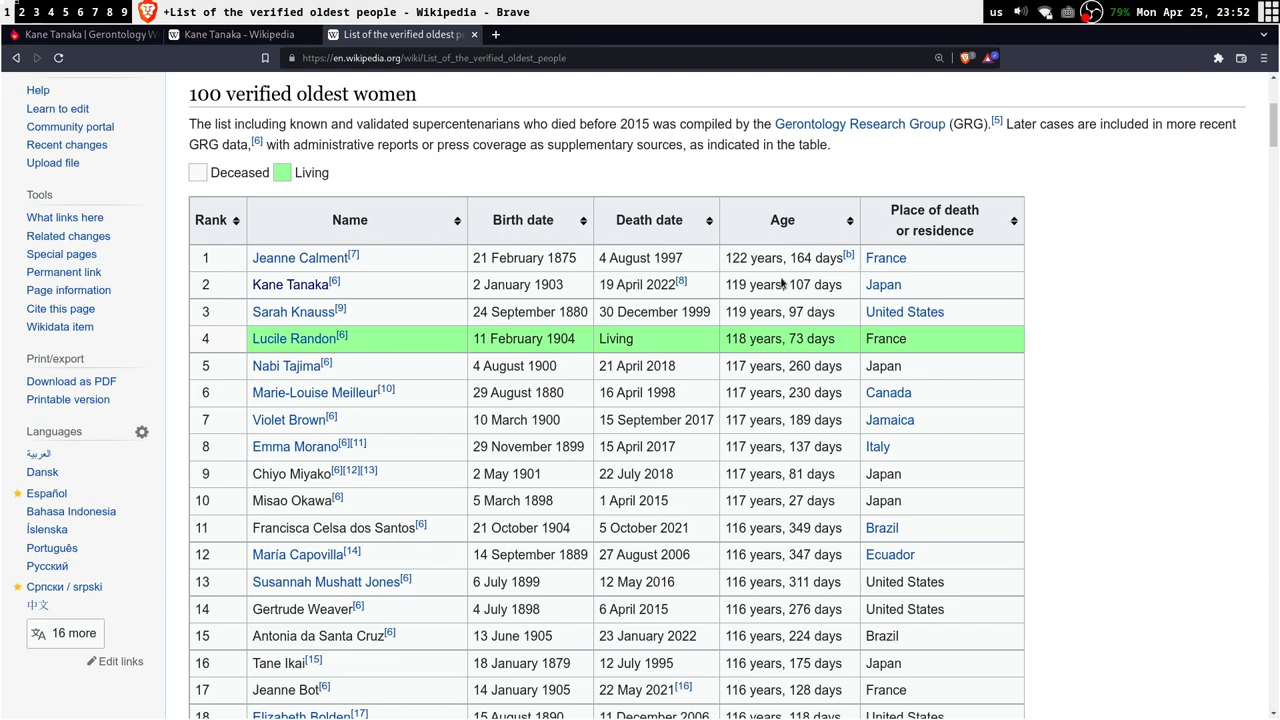 1 2 3 4 5 6 7 8 9 +List of the verified oldest people - Wikipedia - Brave us 79% Mon Apr 25, 23:52
Kane Tanaka | Gerontology W Kane Tanaka - Wikipedia List of the verified oldest p
https://en.wikipedia.org/wiki/List_of_the_verified_oldest_people
Help
Learn to edit
Community portal
Recent changes
Upload file
Tools
What links here
Related changes
Special pages
Permanent link
Page information
Cite this page
Wikidata item
Print/export
Download as PDF
Printable version
Languages
العربية
Dansk
Español
Bahasa Indonesia
Íslenska
Português
Русский
Српски / srpski
中文
16 more
Edit links
100 verified oldest women
The list including known and validated supercentenarians who died before 2015 was compiled by the Gerontology Research Group (GRG).[5] Later cases are included in more recent
GRG data,[6] with administrative reports or press coverage as supplementary sources, as indicated in the table.
Deceased Living
Rank Name Birth date Death date Age Place of death
or residence
1 Jeanne Calment[7] 21 February 1875 4 August 1997 122 years, 164 days[b] France
2 Kane Tanaka[6] 2 January 1903 19 April 2022[8] 119 years, 107 days Japan
3 Sarah Knauss[9] 24 September 1880 30 December 1999 119 years, 97 days United States
4 Lucile Randon[6] 11 February 1904 Living 118 years, 73 days France
5 Nabi Tajima[6] 4 August 1900 21 April 2018 117 years, 260 days Japan
6 Marie-Louise Meilleur[10] 29 August 1880 16 April 1998 117 years, 230 days Canada
7 Violet Brown[6] 10 March 1900 15 September 2017 117 years, 189 days Jamaica
8 Emma Morano[6][11] 29 November 1899 15 April 2017 117 years, 137 days Italy
9 Chiyo Miyako[6][12][13] 2 May 1901 22 July 2018 117 years, 81 days Japan
10 Misao Okawa[6] 5 March 1898 1 April 2015 117 years, 27 days Japan
11 Francisca Celsa dos Santos[6] 21 October 1904 5 October 2021 116 years, 349 days Brazil
12 María Capovilla[14] 14 September 1889 27 August 2006 116 years, 347 days Ecuador
13 Susannah Mushatt Jones[6] 6 July 1899 12 May 2016 116 years, 311 days United States
14 Gertrude Weaver[6] 4 July 1898 6 April 2015 116 years, 276 days United States
15 Antonia da Santa Cruz[6] 13 June 1905 23 January 2022 116 years, 224 days Brazil
16 Tane Ikai[15] 18 January 1879 12 July 1995 116 years, 175 days Japan
17 Jeanne Bot[6] 14 January 1905 22 May 2021[16] 116 years, 128 days France
18 Elizabeth Bolden[17] 15 August 1890 11 December 2006 116 years, 118 days United States